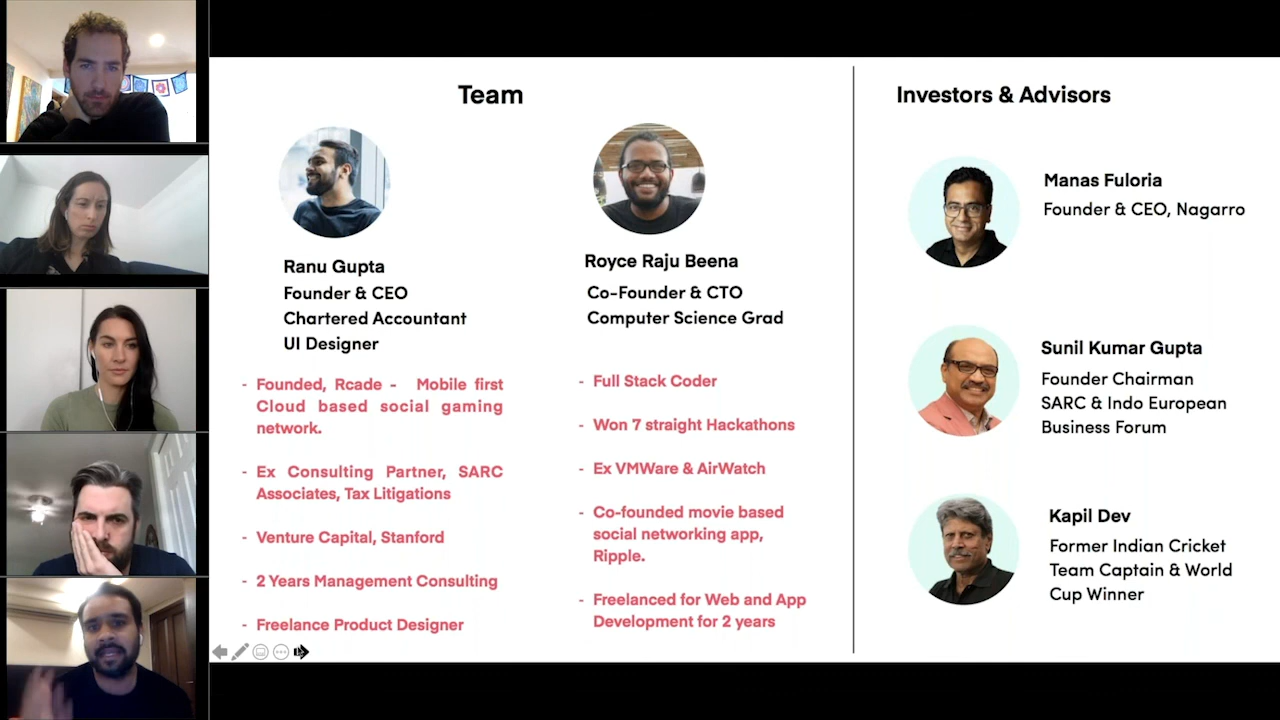 Team
Ranu Gupta
Founder & CEO
Chartered Accountant
UI Designer
- Founded, Rcade - Mobile first
Cloud based social gaming
network.
- Ex Consulting Partner, SARC
Associates, Tax Litigations
- Venture Capital, Stanford
- 2 Years Management Consulting
- Freelance Product Designer
Royce Raju Beena
Co-Founder & CTO
Computer Science Grad
- Full Stack Coder
- Won 7 straight Hackathons
- Ex VMWare & AirWatch
- Co-founded movie based
social networking app,
Ripple.
- Freelanced for Web and App
Development for 2 years
Investors & Advisors
Manas Fuloria
Founder & CEO, Nagarro
Sunil Kumar Gupta
Founder Chairman
SARC & Indo European
Business Forum
Kapil Dev
Former Indian Cricket
Team Captain & World
Cup Winner